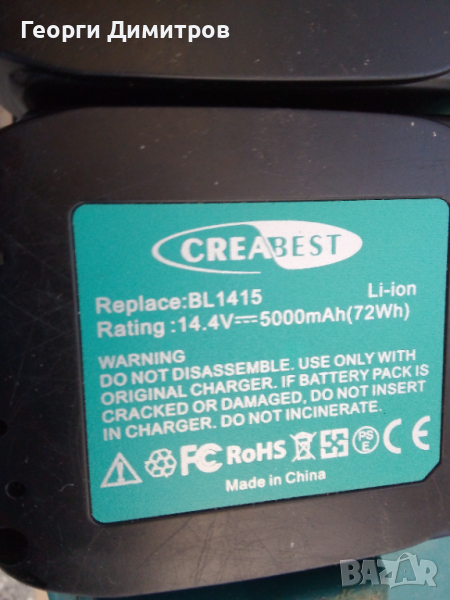 Георги Димитров
CREABEST
Replace:BL1415
Li-ion
Rating :14.4V⎓5000mAh(72Wh)
WARNING
DO NOT DISASSEMBLE. USE ONLY WITH
ORIGINAL CHARGER. IF BATTERY PACK IS
CRACKED OR DAMAGED, DO NOT INSERT
IN CHARGER. DO NOT INCINERATE.
FC RoHS PS E CE
Made in China
BAZAR